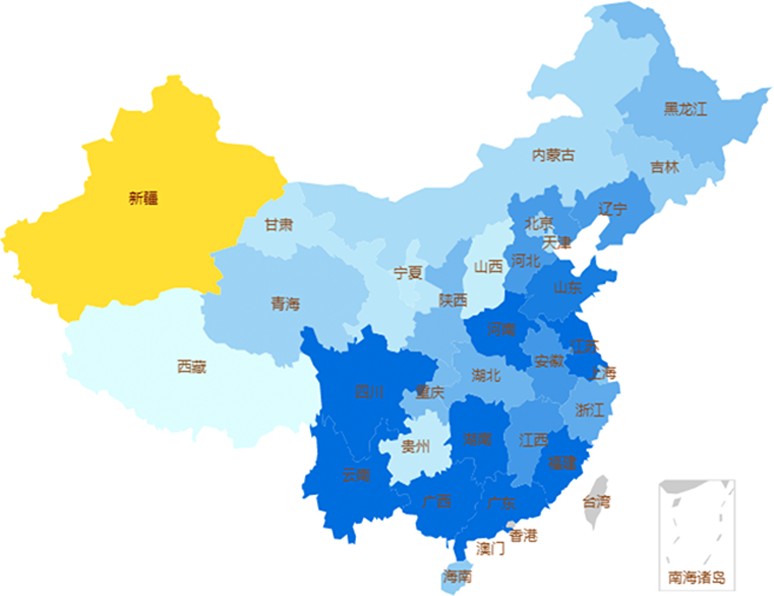 黑龙江
内蒙古
吉林
新疆
辽宁
甘肃
北京
天津
河北
宁夏
山西
青海
陕西
山东
河南
江苏
西藏
安徽
上海
湖北
四川
重庆
浙江
贵州
湖南
江西
福建
云南
广西
广东
台湾
香港
澳门
海南
南海诸岛